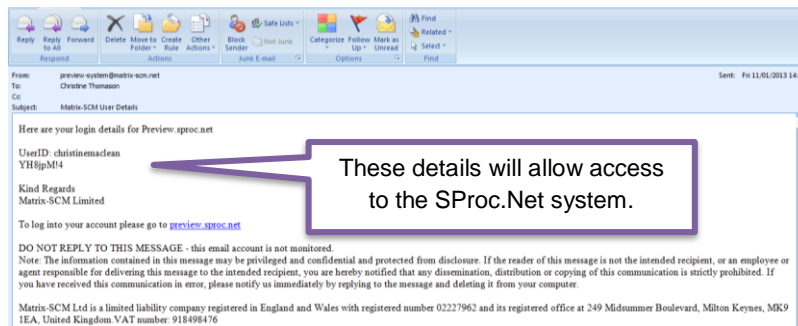 Reply Reply Forward Delete Move to Create Other Block Safe Lists Not Junk Categorize Follow Mark as Find
to All Folder Rule Actions Sender Up Unread Related
Select
Respond Actions Junk E-mail Options Find
From: preview-system@matrix-scm.net Sent: Fri 11/01/2013 14:
To: Christine Thomason
Cc:
Subject: Matrix-SCM User Details
Here are your login details for Preview.sproc.net
UserID: christinemaclean
YH8jpM!4
These details will allow access
to the SProc.Net system.
Kind Regards
Matrix-SCM Limited
To log into your account please go to preview.sproc.net
DO NOT REPLY TO THIS MESSAGE - this email account is not monitored.
Note: The information contained in this message may be privileged and confidential and protected from disclosure. If the reader of this message is not the intended recipient, or an employee or
agent responsible for delivering this message to the intended recipient, you are hereby notified that any dissemination, distribution or copying of this communication is strictly prohibited. If
you have received this communication in error, please notify us immediately by replying to the message and deleting it from your computer.
Matrix-SCM Ltd is a limited liability company registered in England and Wales with registered number 02227962 and its registered office at 249 Midsummer Boulevard, Milton Keynes, MK9
1EA, United Kingdom.VAT number: 918498476